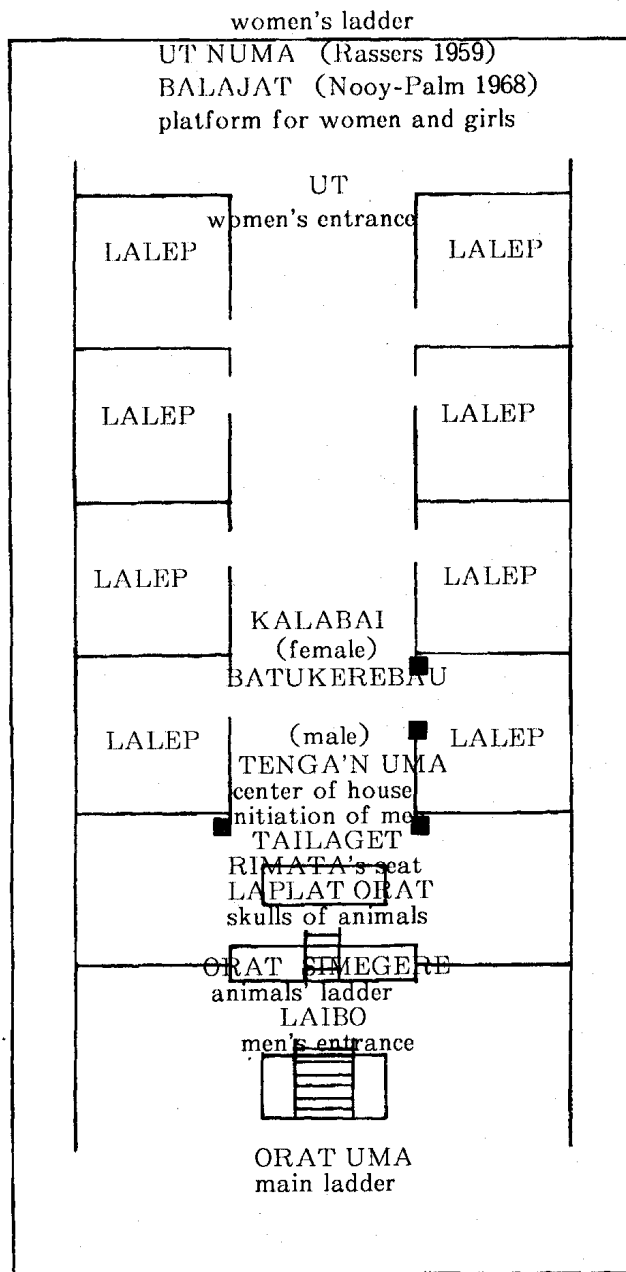 women's ladder
UT NUMA (Rassers 1959)
BALAJAT (Nooy-Palm 1968)
platform for women and girls
UT
women's entrance
LALEP
LALEP
LALEP
LALEP
LALEP
LALEP
KALABAI
(female)
BATUKEREBAU
LALEP
(male)
LALEP
TENGA'N UMA
center of house
nitiation of men
TAILAGET
RIMATA's seat
LAPLAT ORAT
skulls of animals
ORAT SIMEGERE
animals' ladder
LAIBO
men's entrance
ORAT UMA
main ladder